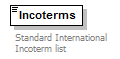 Incoterms
Standard International
Incoterm list